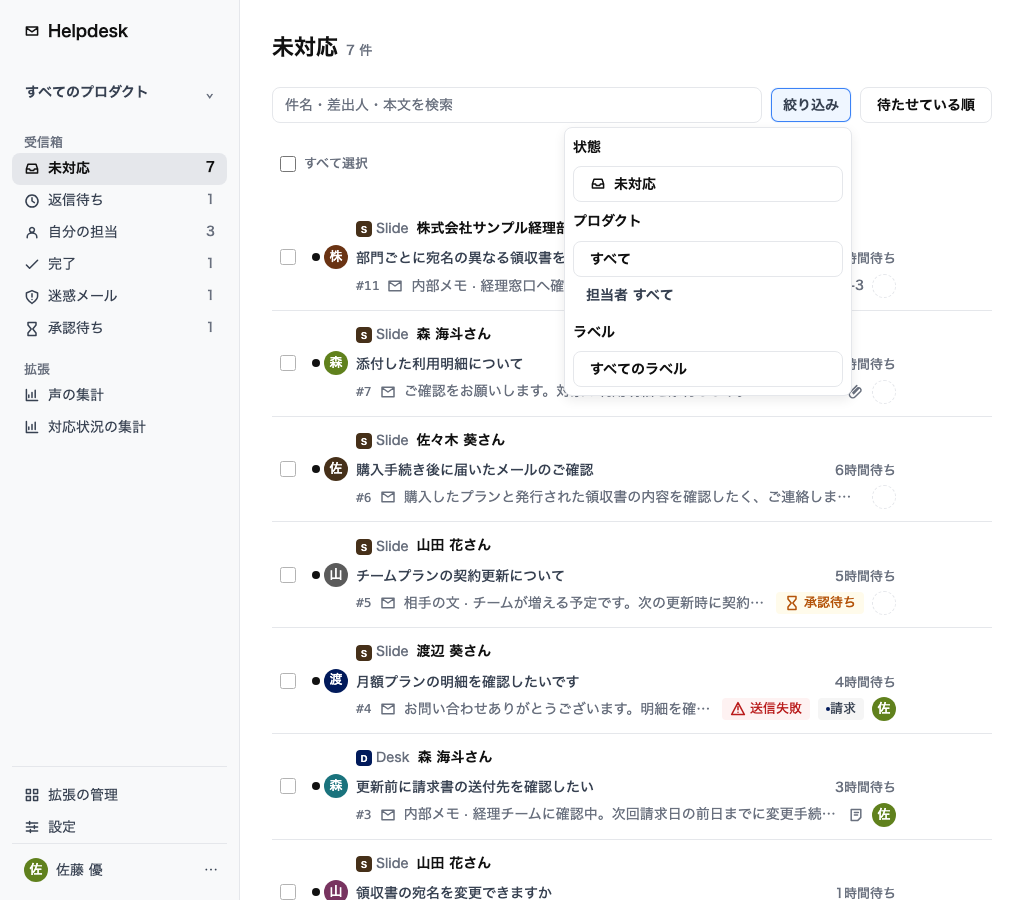 Helpdesk
すべてのプロダクト
受信箱
未対応 7
返信待ち 1
自分の担当 3
完了 1
迷惑メール 1
承認待ち 1
拡張
声の集計
対応状況の集計
拡張の管理
設定
佐 佐藤 優 …
未対応 7 件
件名・差出人・本文を検索 絞り込み 待たせている順
すべて選択
状態
未対応
プロダクト
すべて
担当者 すべて
ラベル
すべてのラベル
S Slide 株式会社サンプル経理部
株 部門ごとに宛名の異なる領収書を 時間待ち
#11 内部メモ · 経理窓口へ確 -3
S Slide 森 海斗さん
森 添付した利用明細について 時間待ち
#7 ご確認をお願いします。
S Slide 佐々木 葵さん
佐 購入手続き後に届いたメールのご確認 6時間待ち
#6 購入したプランと発行された領収書の内容を確認したく、ご連絡しま…
S Slide 山田 花さん
山 チームプランの契約更新について 5時間待ち
#5 相手の文 · チームが増える予定です。次の更新時に契約… 承認待ち
S Slide 渡辺 葵さん
渡 月額プランの明細を確認したいです 4時間待ち
#4 お問い合わせありがとうございます。明細を確… 送信失敗 •請求 佐
D Desk 森 海斗さん
森 更新前に請求書の送付先を確認したい 3時間待ち
#3 内部メモ · 経理チームに確認中。次回請求日の前日までに変更手続… 佐
S Slide 山田 花さん
山 領収書の宛名を変更できますか 1時間待ち